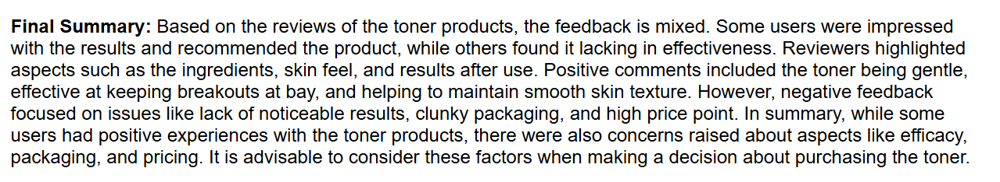 Final Summary: Based on the reviews of the toner products, the feedback is mixed. Some users were impressed
with the results and recommended the product, while others found it lacking in effectiveness. Reviewers highlighted
aspects such as the ingredients, skin feel, and results after use. Positive comments included the toner being gentle,
effective at keeping breakouts at bay, and helping to maintain smooth skin texture. However, negative feedback
focused on issues like lack of noticeable results, clunky packaging, and high price point. In summary, while some
users had positive experiences with the toner products, there were also concerns raised about aspects like efficacy,
packaging, and pricing. It is advisable to consider these factors when making a decision about purchasing the toner.